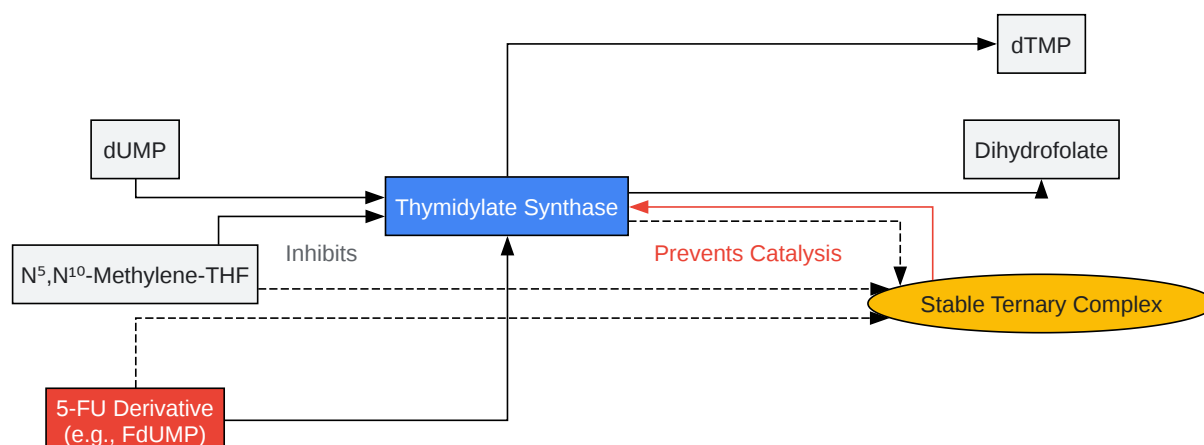 dTMP
dUMP
Dihydrofolate
Thymidylate Synthase
Inhibits
Prevents Catalysis
N⁵,N¹⁰-Methylene-THF
Stable Ternary Complex
5-FU Derivative
(e.g., FdUMP)